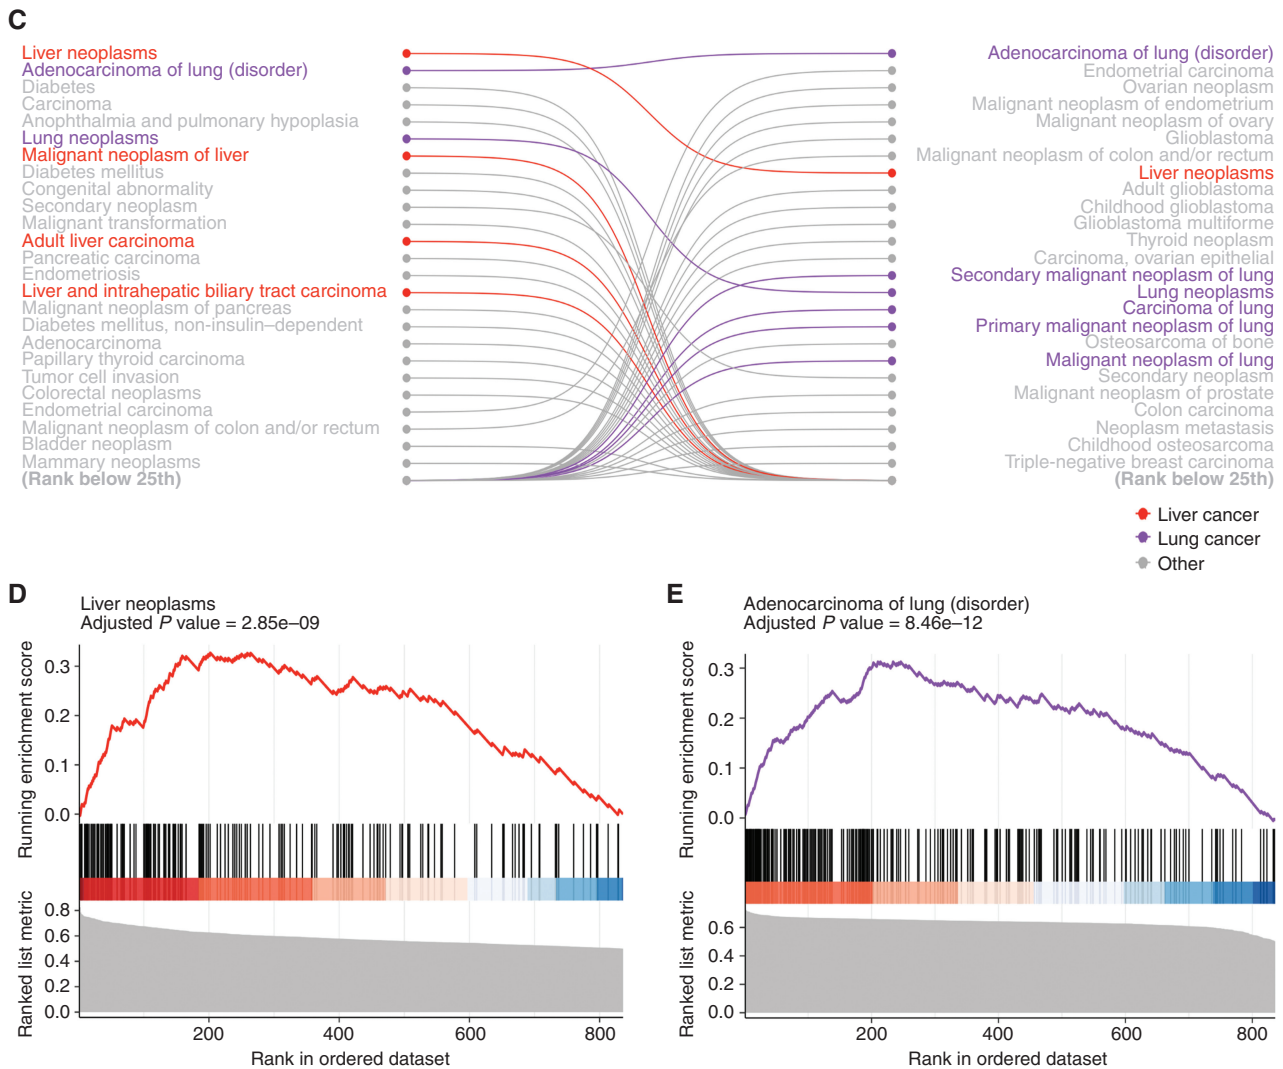 C
Liver neoplasms
Adenocarcinoma of lung (disorder)
Diabetes
Carcinoma
Anophthalmia and pulmonary hypoplasia
Lung neoplasms
Malignant neoplasm of liver
Diabetes mellitus
Congenital abnormality
Secondary neoplasm
Malignant transformation
Adult liver carcinoma
Pancreatic carcinoma
Endometriosis
Liver and intrahepatic biliary tract carcinoma
Malignant neoplasm of pancreas
Diabetes mellitus, non-insulin–dependent
Adenocarcinoma
Papillary thyroid carcinoma
Tumor cell invasion
Colorectal neoplasms
Endometrial carcinoma
Malignant neoplasm of colon and/or rectum
Bladder neoplasm
Mammary neoplasms
(Rank below 25th)
Adenocarcinoma of lung (disorder)
Endometrial carcinoma
Ovarian neoplasm
Malignant neoplasm of endometrium
Malignant neoplasm of ovary
Glioblastoma
Malignant neoplasm of colon and/or rectum
Liver neoplasms
Adult glioblastoma
Childhood glioblastoma
Glioblastoma multiforme
Thyroid neoplasm
Carcinoma, ovarian epithelial
Secondary malignant neoplasm of lung
Lung neoplasms
Carcinoma of lung
Primary malignant neoplasm of lung
Osteosarcoma of bone
Malignant neoplasm of lung
Secondary neoplasm
Malignant neoplasm of prostate
Colon carcinoma
Neoplasm metastasis
Childhood osteosarcoma
Triple-negative breast carcinoma
(Rank below 25th)
Liver cancer
Lung cancer
Other
D
Liver neoplasms
Adjusted P value = 2.85e–09
Running enrichment score
0.3
0.2
0.1
0.0
Ranked list metric
0.8
0.6
0.4
0.2
0.0
200
400
600
800
Rank in ordered dataset
E
Adenocarcinoma of lung (disorder)
Adjusted P value = 8.46e–12
Running enrichment score
0.3
0.2
0.1
0.0
Ranked list metric
0.6
0.4
0.2
0.0
200
400
600
800
Rank in ordered dataset